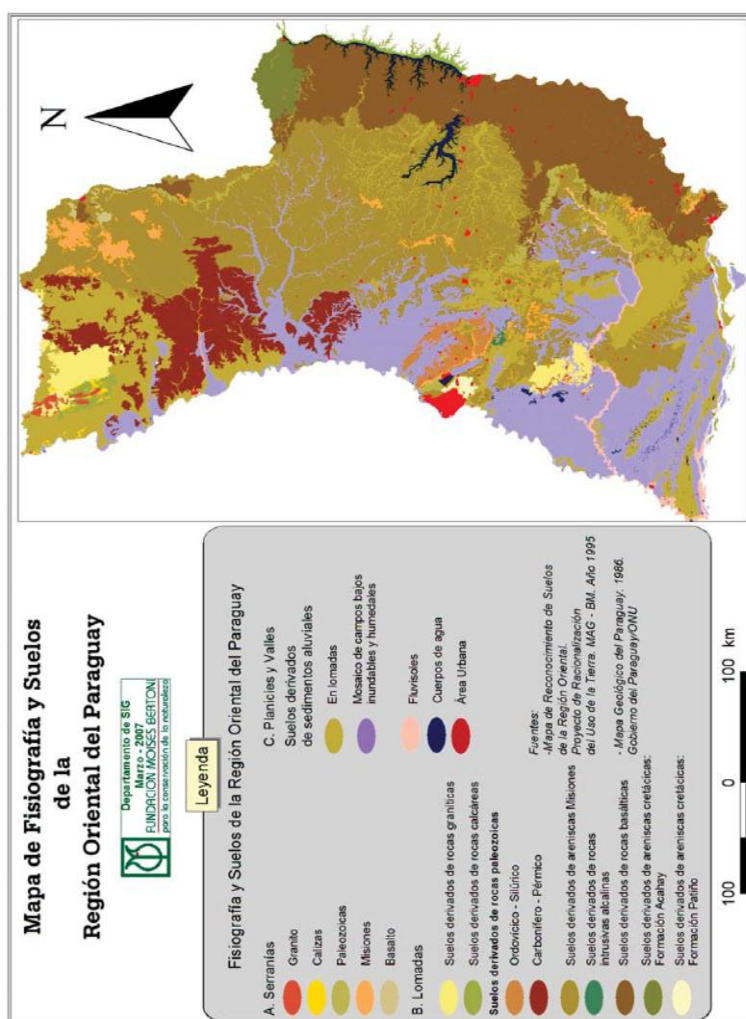 Mapa de Fisiografía y Suelos
de la
Región Oriental del Paraguay
Departamento de SIG
Marzo - 2007
FUNDACION MOISES BERTONI
para la conservación de la naturaleza
Leyenda
Fisiografía y Suelos de la Región Oriental del Paraguay
A. Serranías
Granito
Calizas
Paleozoicas
Misiones
Basalto
B. Lomadas
Suelos derivados de rocas graníticas
Suelos derivados de rocas calcáreas
Suelos derivados de rocas paleozoicas
Ordovícico - Silúrico
Carbonífero - Pérmico
Suelos derivados de areniscas Misiones
Suelos derivados de rocas
intrusivas alcalinas
Suelos derivados de rocas basálticas
Suelos derivados de areniscas cretácicas:
Formación Acahay
Suelos derivados de areniscas cretácicas:
Formación Patiño
C. Planicies y Valles
Suelos derivados
de sedimentos aluviales
En lomadas
Mosaico de campos bajos
inundables y humedales
Fluvisoles
Cuerpos de agua
Área Urbana
Fuentes:
-Mapa de Reconocimiento de Suelos
de la Región Oriental.
Proyecto de Racionalización
del Uso de la Tierra. MAG - BM. Año 1995
- Mapa Geológico del Paraguay. 1986.
Gobierno del Paraguay/ONU
100 0 100 km
N